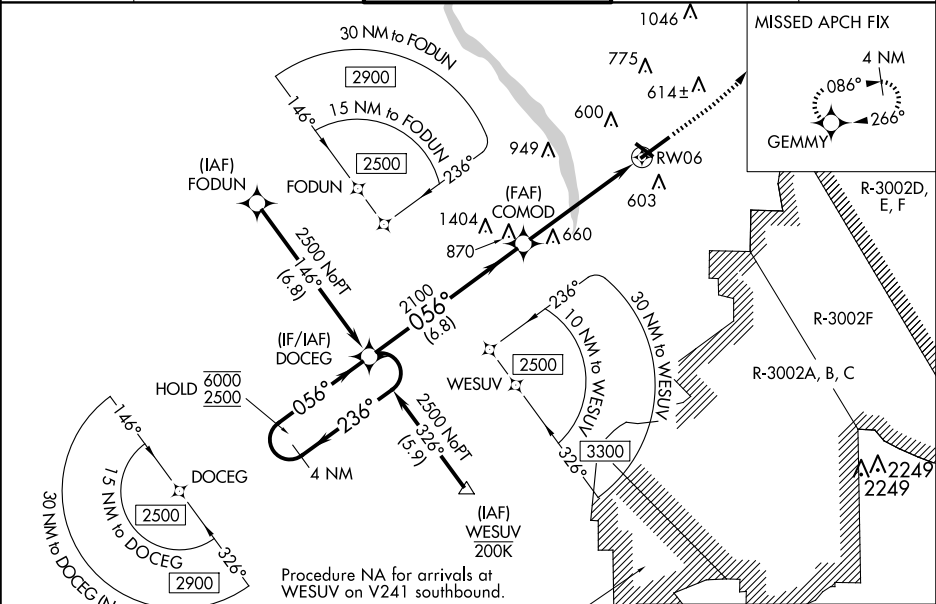 MISSED APCH FIX
4 NM
086°
266°
GEMMY
1046
775
614±
600
949
RW06
603
R-3002D,
E, F
30 NM to FODUN
2900
15 NM to FODUN
2500
146°
236°
FODUN
(IAF)
FODUN
2500 NoPT
146°
(6.8)
(FAF)
COMOD
1404
870
660
2100
056°
(6.8)
(IF/IAF)
DOCEG
HOLD
6000
2500
056°
236°
4 NM
2500 NoPT
326°
(5.9)
(IAF)
WESUV
200K
236°
30 NM to WESUV
10 NM to WESUV
2500
WESUV
326°
3300
R-3002F
R-3002A, B, C
2249
2249
146°
DOCEG
15 NM to DOCEG
2500
326°
30 NM to DOCEG (N
2900
Procedure NA for arrivals at
WESUV on V241 southbound.